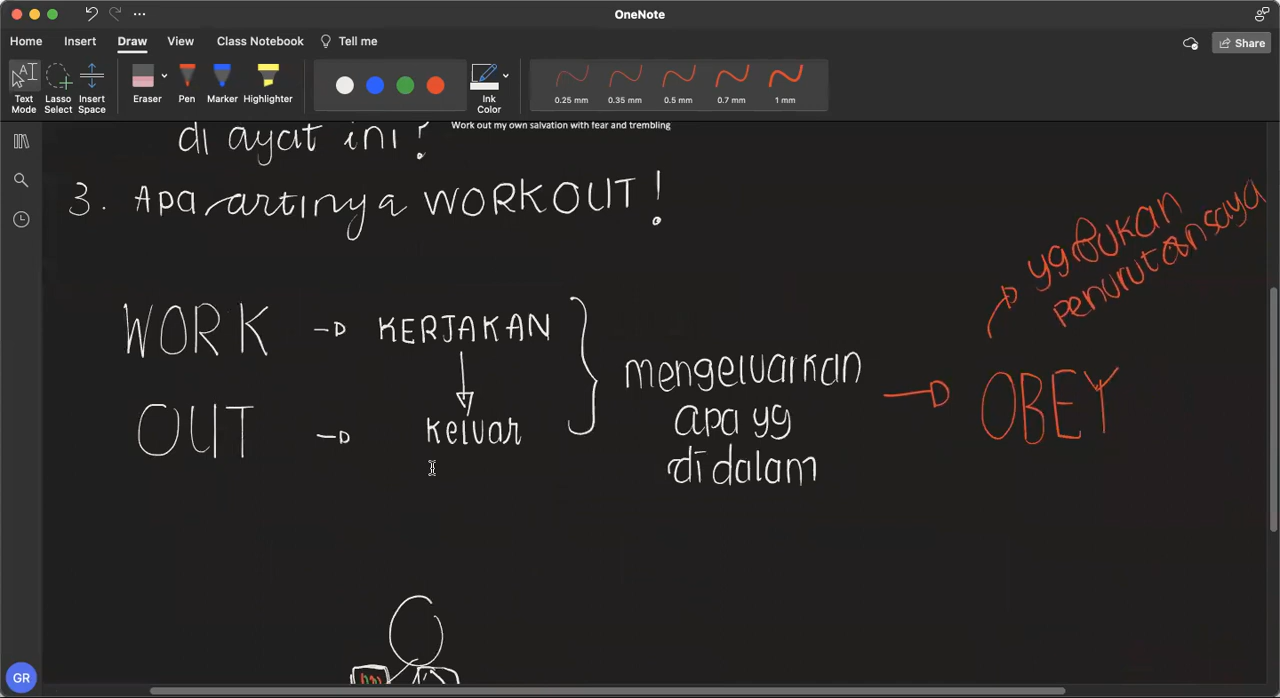 OneNote
Home Insert Draw View Class Notebook Tell me
Share
Text Mode
Lasso Select
Insert Space
Eraser
Pen
Marker
Highlighter
Ink Color
0.25 mm
0.35 mm
0.5 mm
0.7 mm
1 mm
Work out my own salvation with fear and trembling
di ayat ini?
3. Apa artinya WORKOUT!
yg bukan
penurutan saya
WORK → KERJAKAN
OUT → keluar
mengeluarkan
apa yg
di dalam
→ OBEY
GR